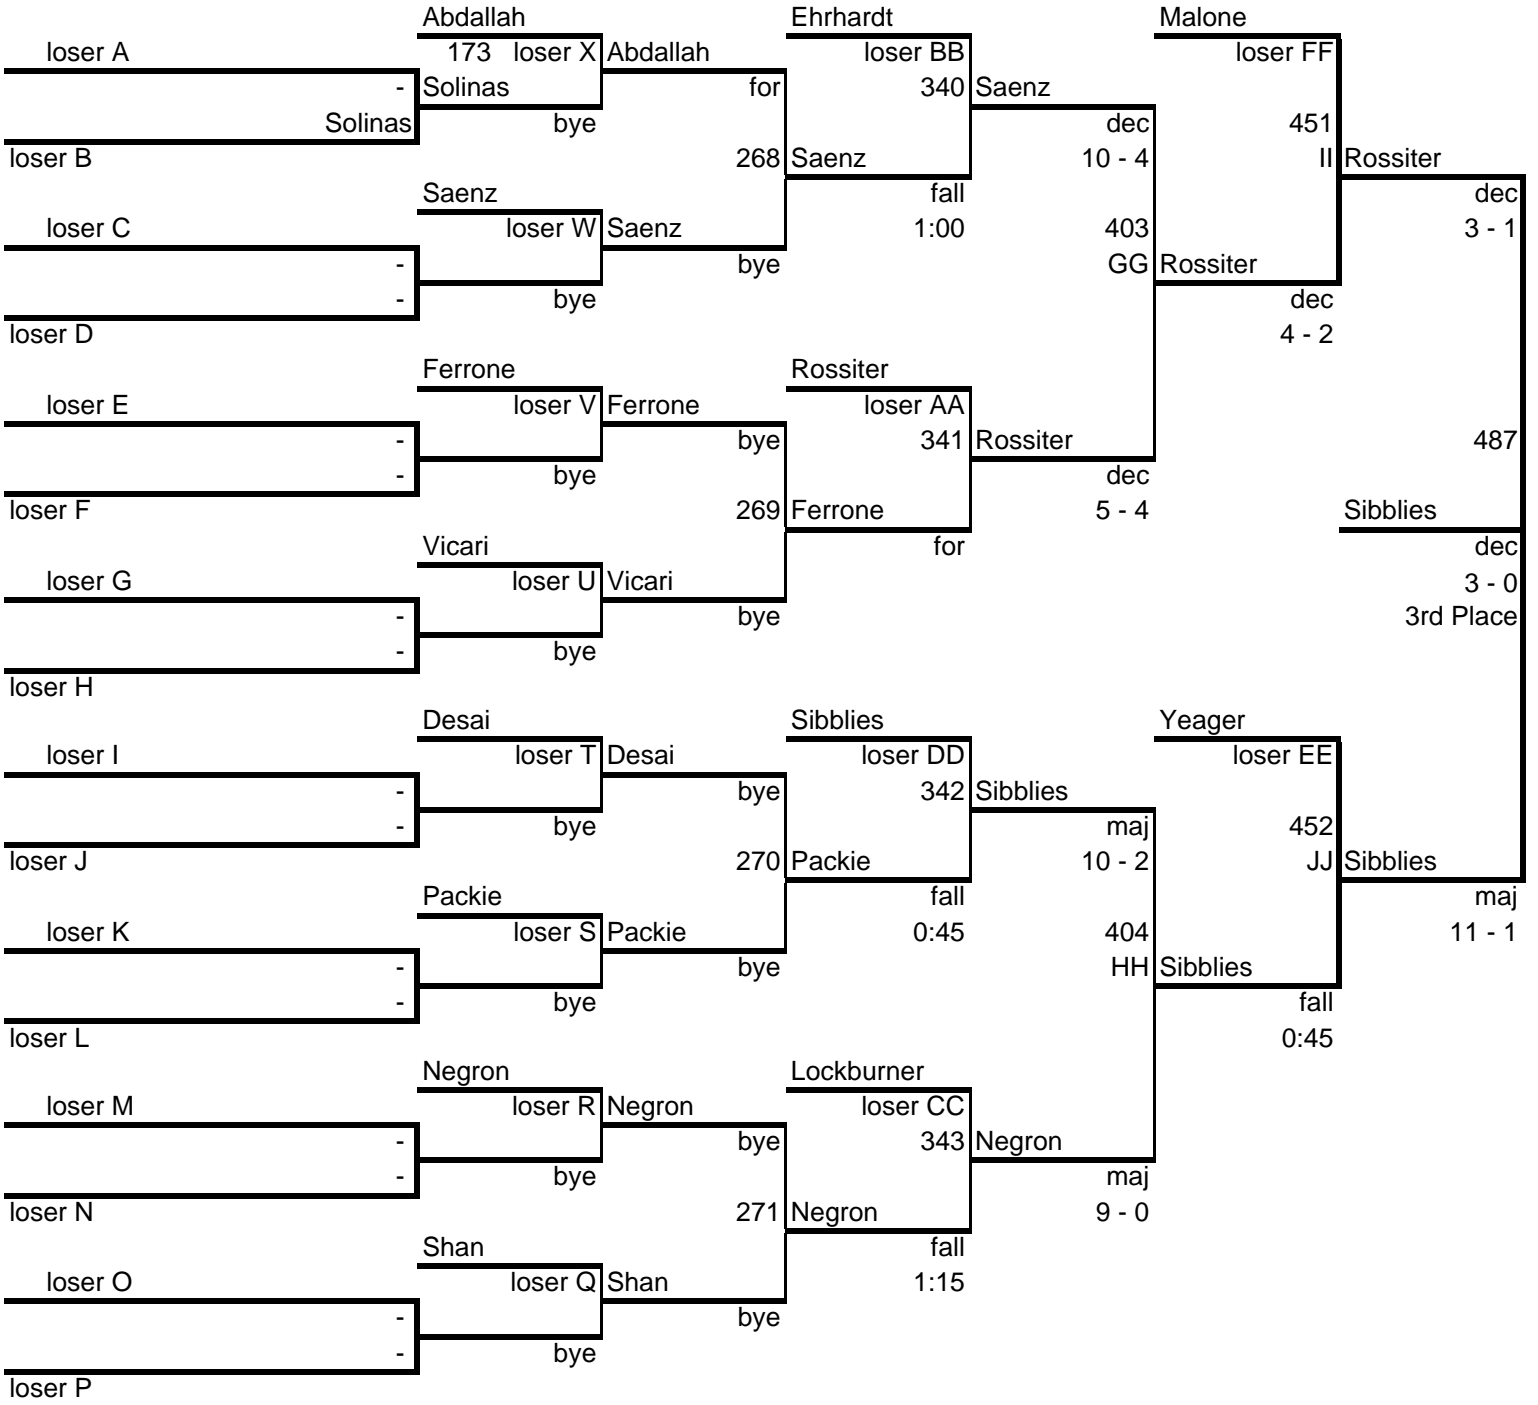 Abdallah Ehrhardt Malone
loser A 173 loser X Abdallah loser BB loser FF
- Solinas for 340 Saenz
Solinas bye dec 451
loser B 268 Saenz 10 - 4 II Rossiter
Saenz fall dec
loser C loser W Saenz 1:00 403 3 - 1
- bye GG Rossiter
- bye dec
loser D 4 - 2
Ferrone Rossiter
loser E loser V Ferrone loser AA
- bye 341 Rossiter 487
- bye dec
loser F 269 Ferrone 5 - 4 Sibblies
Vicari for dec
loser G loser U Vicari 3 - 0
- bye 3rd Place
- bye
loser H
Desai Sibblies Yeager
loser I loser T Desai loser DD loser EE
- bye 342 Sibblies
- bye maj 452
loser J 270 Packie 10 - 2 JJ Sibblies
Packie fall maj
loser K loser S Packie 0:45 404 11 - 1
- bye HH Sibblies
- bye fall
loser L 0:45
Negron Lockburner
loser M loser R Negron loser CC
- bye 343 Negron
- bye maj
loser N 271 Negron 9 - 0
Shan fall
loser O loser Q Shan 1:15
- bye
- bye
loser P